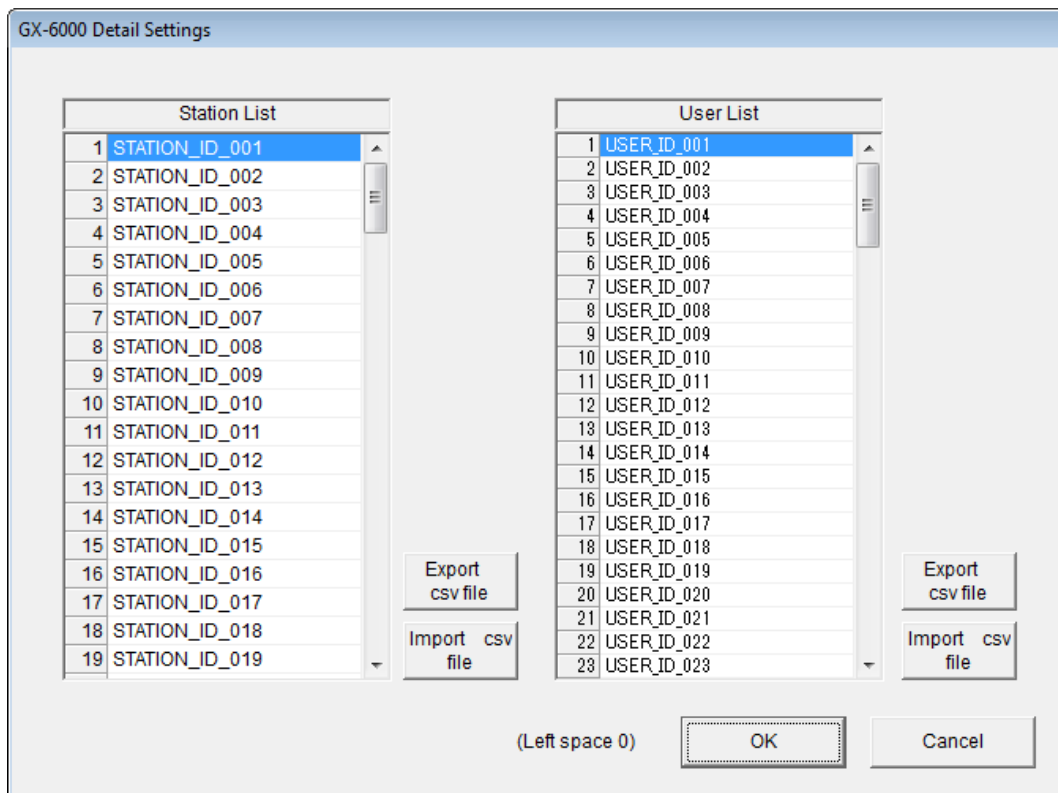 GX-6000 Detail Settings
Station List
1 STATION_ID_001
2 STATION_ID_002
3 STATION_ID_003
4 STATION_ID_004
5 STATION_ID_005
6 STATION_ID_006
7 STATION_ID_007
8 STATION_ID_008
9 STATION_ID_009
10 STATION_ID_010
11 STATION_ID_011
12 STATION_ID_012
13 STATION_ID_013
14 STATION_ID_014
15 STATION_ID_015
16 STATION_ID_016
17 STATION_ID_017
18 STATION_ID_018
19 STATION_ID_019
Export
csv file
Import csv
file
User List
1 USER_ID_001
2 USER_ID_002
3 USER_ID_003
4 USER_ID_004
5 USER_ID_005
6 USER_ID_006
7 USER_ID_007
8 USER_ID_008
9 USER_ID_009
10 USER_ID_010
11 USER_ID_011
12 USER_ID_012
13 USER_ID_013
14 USER_ID_014
15 USER_ID_015
16 USER_ID_016
17 USER_ID_017
18 USER_ID_018
19 USER_ID_019
20 USER_ID_020
21 USER_ID_021
22 USER_ID_022
23 USER_ID_023
Export
csv file
Import csv
file
(Left space 0)
OK
Cancel